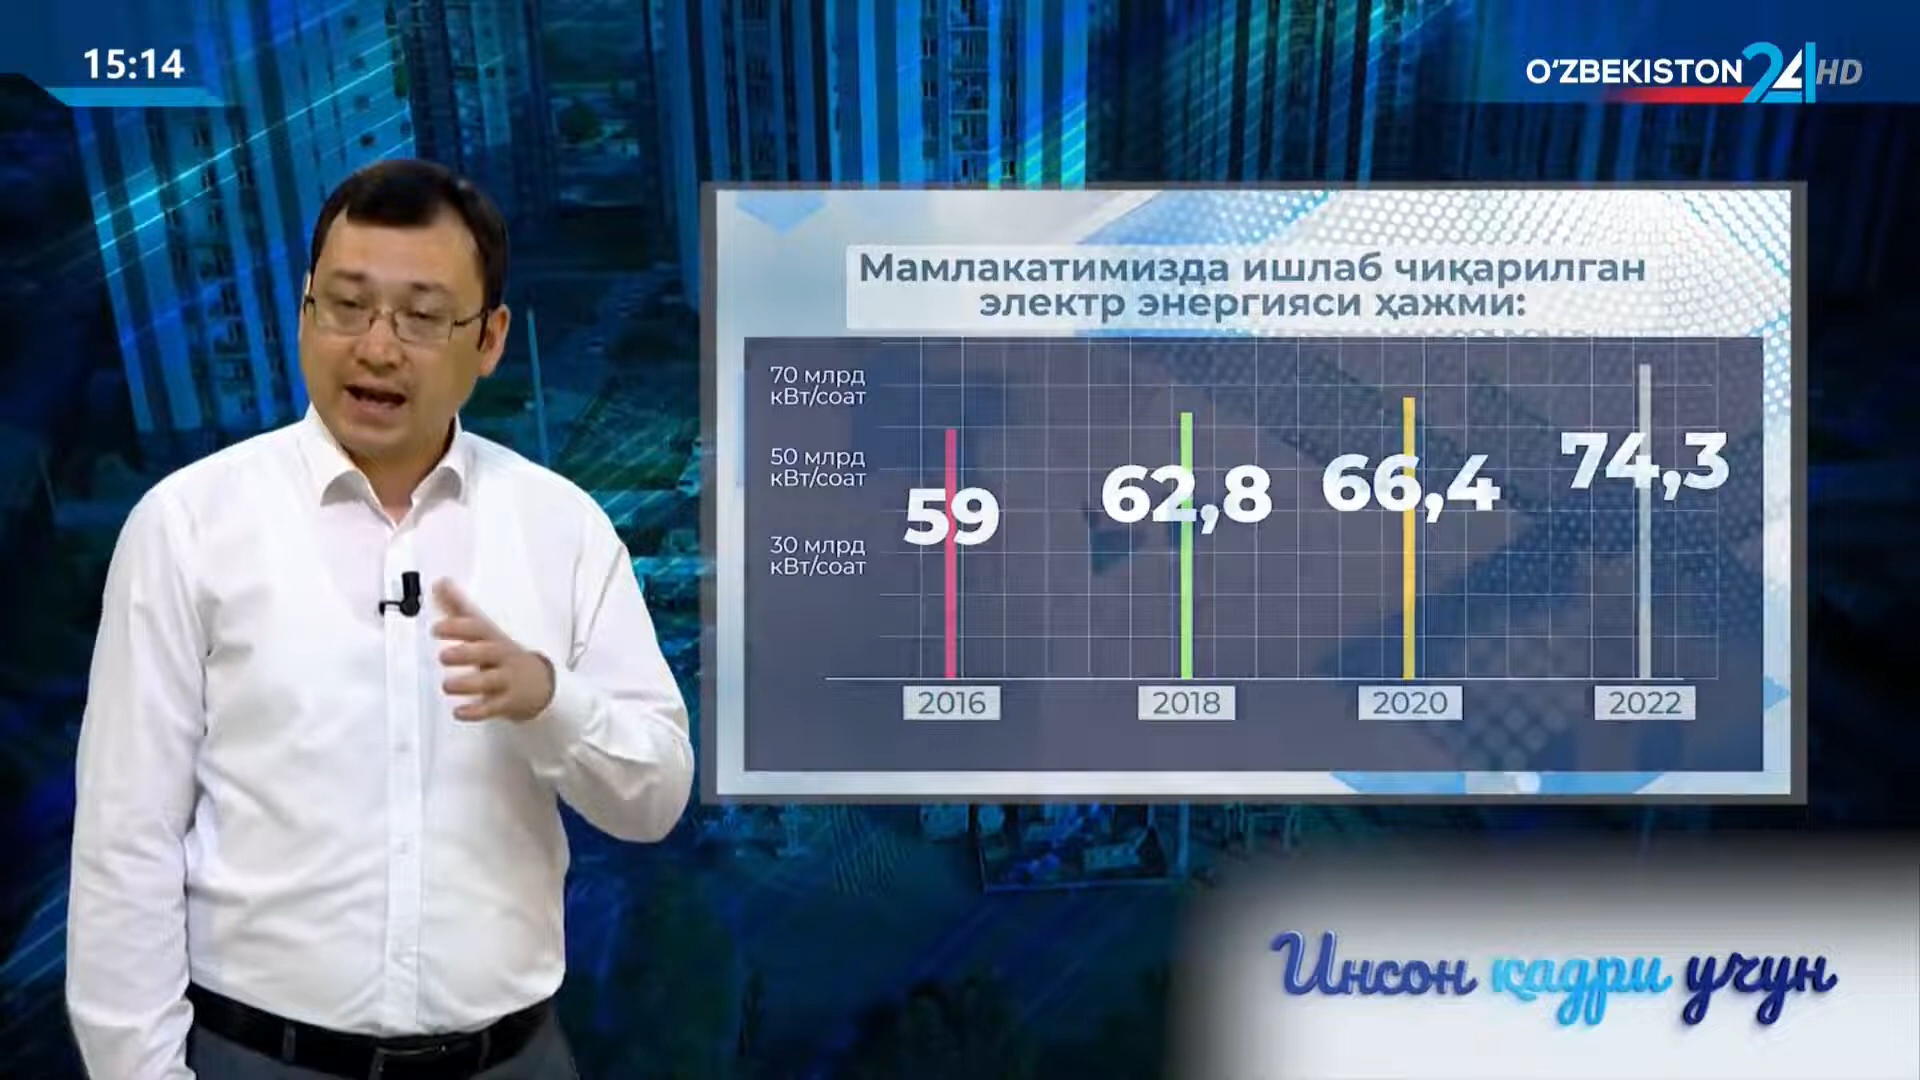 15:14
O‘ZBEKISTON 24 HD
Мамлакатимизда ишлаб чиқарилган
электр энергияси ҳажми:
70 млрд
кВт/соат
50 млрд
кВт/соат
30 млрд
кВт/соат
59
62,8
66,4
74,3
2016
2018
2020
2022
Инсон қадри учун